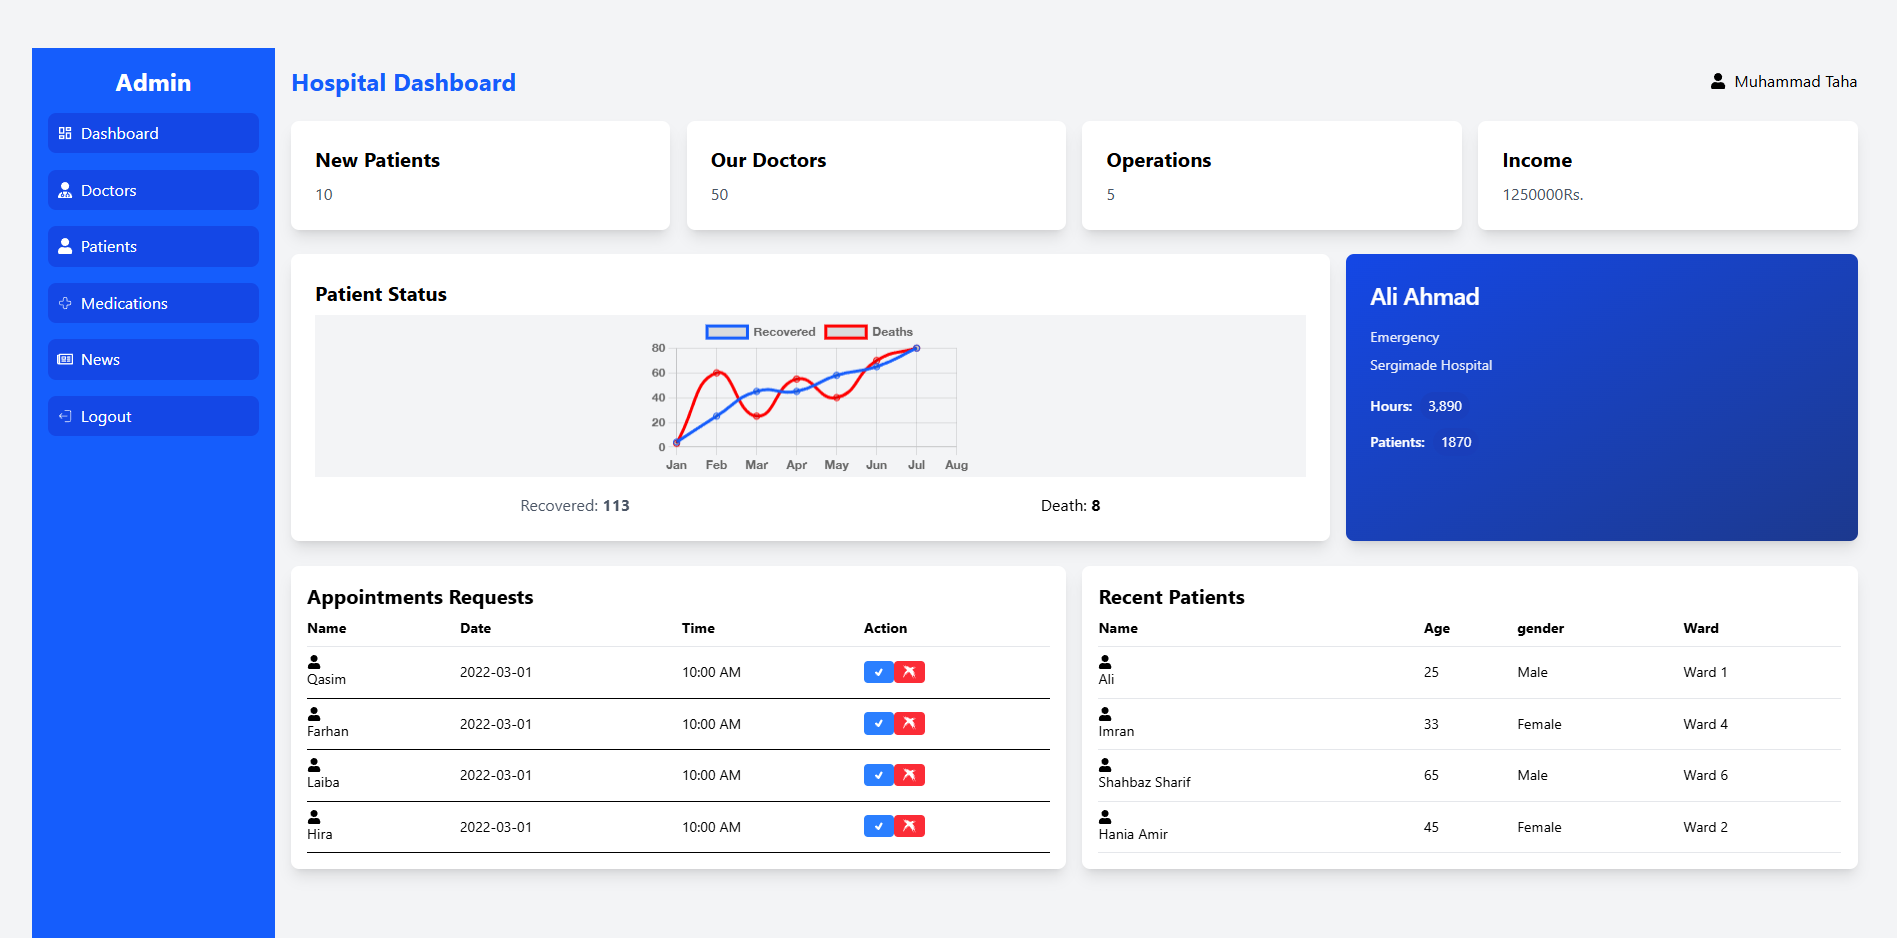 Admin
Dashboard
Doctors
Patients
Medications
News
Logout
Hospital Dashboard
Muhammad Taha
New Patients
10
Our Doctors
50
Operations
5
Income
1250000Rs.
Patient Status
Recovered Deaths
80
60
40
20
0
Jan Feb Mar Apr May Jun Jul Aug
Recovered: 113
Death: 8
Ali Ahmad
Emergency
Sergimade Hospital
Hours: 3,890
Patients: 1870
Appointments Requests
Name Date Time Action
Qasim 2022-03-01 10:00 AM
Farhan 2022-03-01 10:00 AM
Laiba 2022-03-01 10:00 AM
Hira 2022-03-01 10:00 AM
Recent Patients
Name Age gender Ward
Ali 25 Male Ward 1
Imran 33 Female Ward 4
Shahbaz Sharif 65 Male Ward 6
Hania Amir 45 Female Ward 2